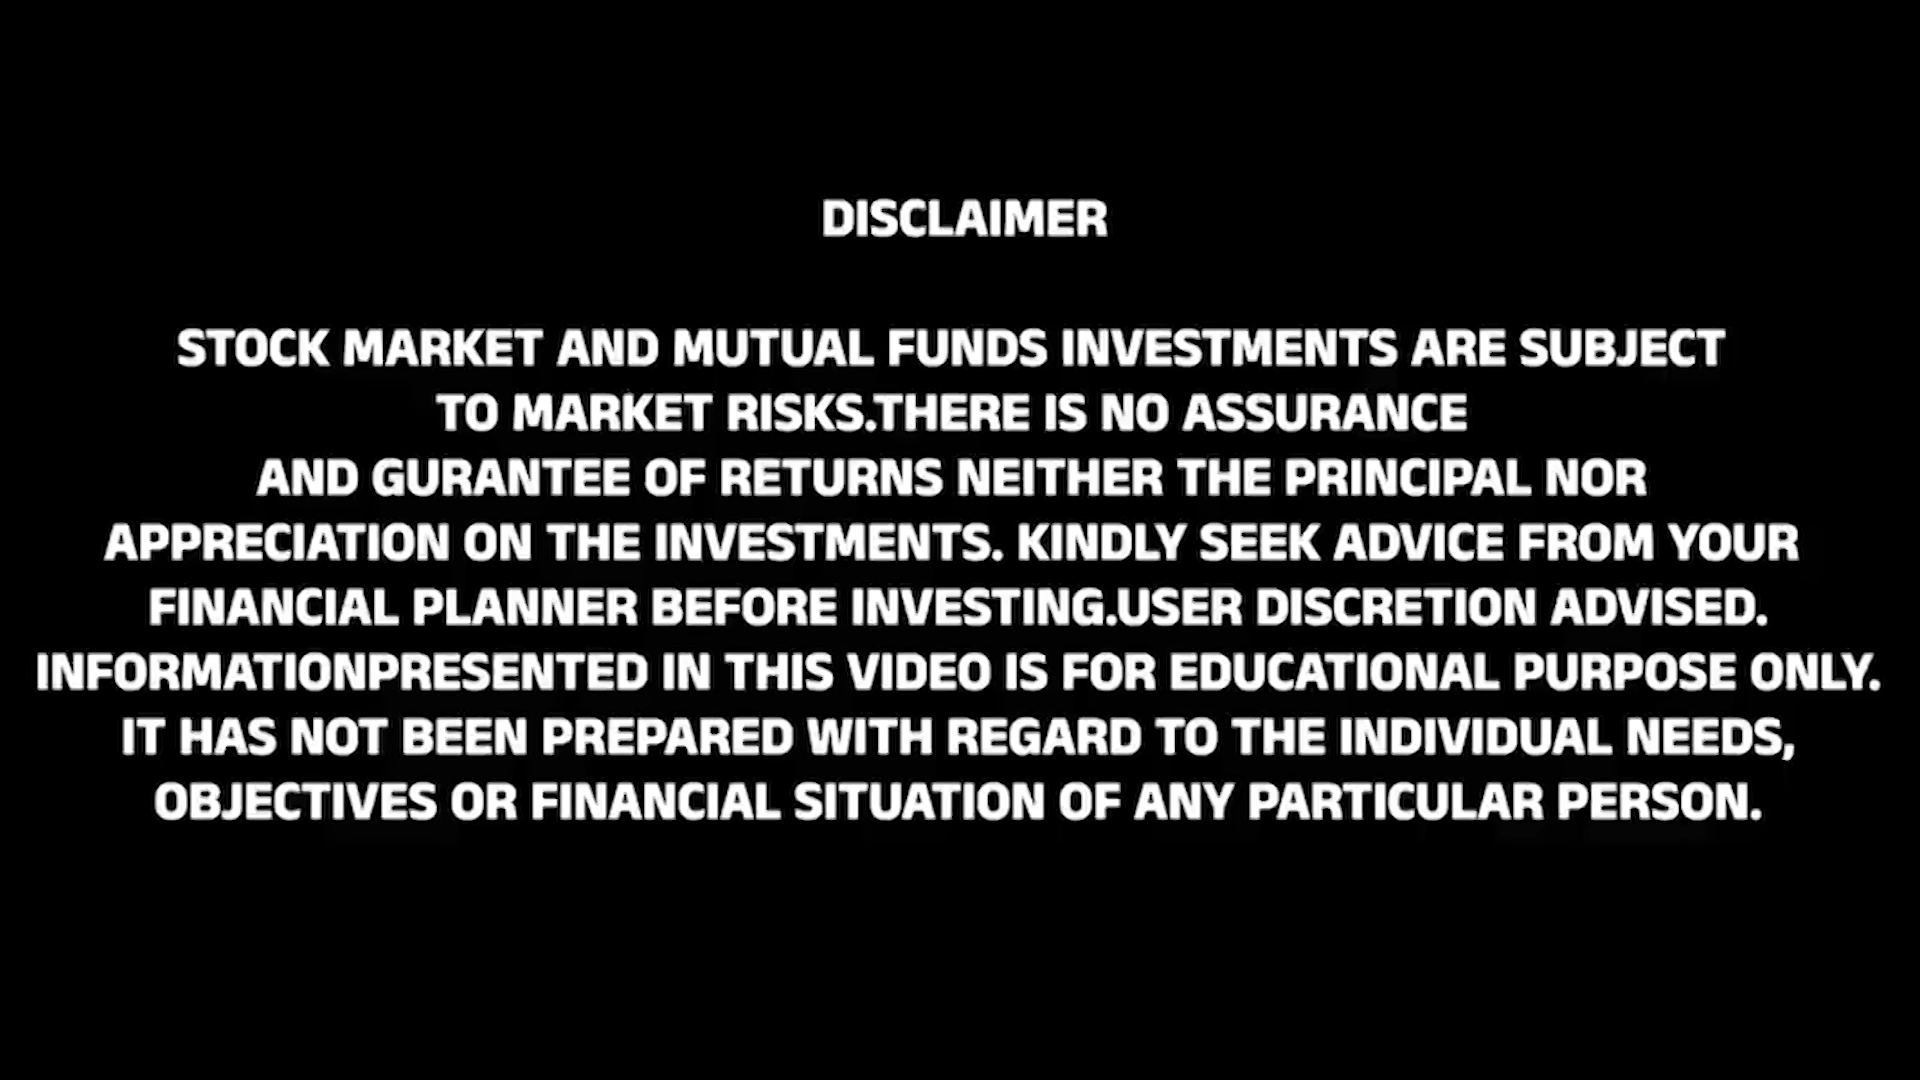 DISCLAIMER
STOCK MARKET AND MUTUAL FUNDS INVESTMENTS ARE SUBJECT
TO MARKET RISKS.THERE IS NO ASSURANCE
AND GURANTEE OF RETURNS NEITHER THE PRINCIPAL NOR
APPRECIATION ON THE INVESTMENTS. KINDLY SEEK ADVICE FROM YOUR
FINANCIAL PLANNER BEFORE INVESTING.USER DISCRETION ADVISED.
INFORMATIONPRESENTED IN THIS VIDEO IS FOR EDUCATIONAL PURPOSE ONLY.
IT HAS NOT BEEN PREPARED WITH REGARD TO THE INDIVIDUAL NEEDS,
OBJECTIVES OR FINANCIAL SITUATION OF ANY PARTICULAR PERSON.